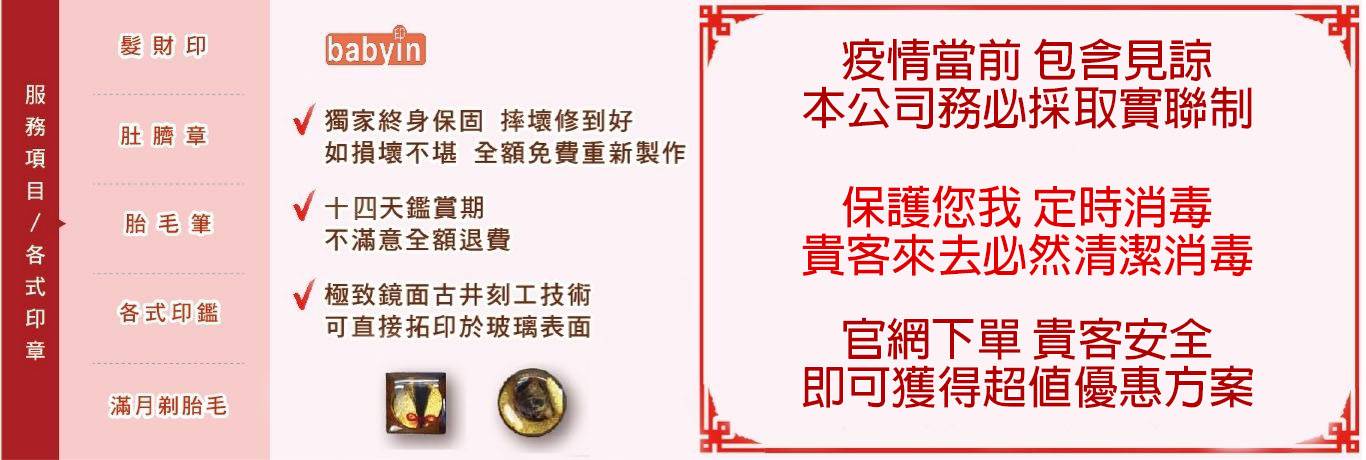 服務項目/各式印章
髮財印
肚臍章
胎毛筆
各式印鑑
滿月剃胎毛
印
babyin
獨家終身保固 摔壞修到好
如損壞不堪 全額免費重新製作
十四天鑑賞期
不滿意全額退費
極致鏡面古井刻工技術
可直接拓印於玻璃表面
疫情當前 包含見諒
本公司務必採取實聯制
保護您我 定時消毒
貴客來去必然清潔消毒
官網下單 貴客安全
即可獲得超值優惠方案